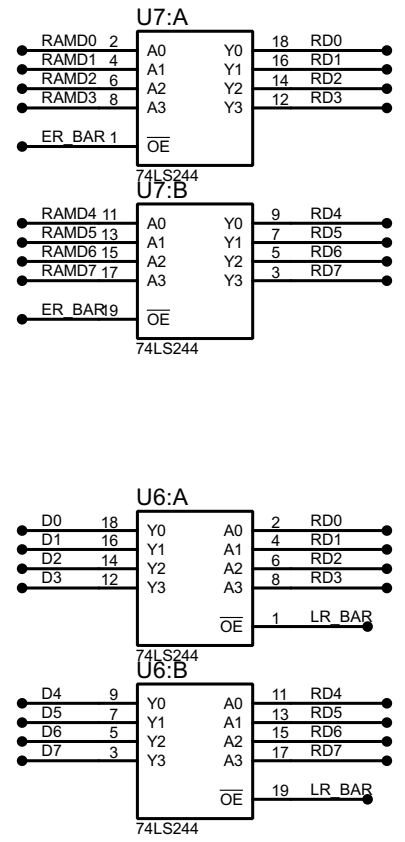 U7:A
RAMD0 2 A0 Y0 18 RD0
RAMD1 4 A1 Y1 16 RD1
RAMD2 6 A2 Y2 14 RD2
RAMD3 8 A3 Y3 12 RD3
ER_BAR 1 OE
74LS244
U7:B
RAMD4 11 A0 Y0 9 RD4
RAMD5 13 A1 Y1 7 RD5
RAMD6 15 A2 Y2 5 RD6
RAMD7 17 A3 Y3 3 RD7
ER_BAR 19 OE
74LS244
U6:A
D0 18 Y0 A0 2 RD0
D1 16 Y1 A1 4 RD1
D2 14 Y2 A2 6 RD2
D3 12 Y3 A3 8 RD3
OE 1 LR_BAR
74LS244
U6:B
D4 9 Y0 A0 11 RD4
D5 7 Y1 A1 13 RD5
D6 5 Y2 A2 15 RD6
D7 3 Y3 A3 17 RD7
OE 19 LR_BAR
74LS244